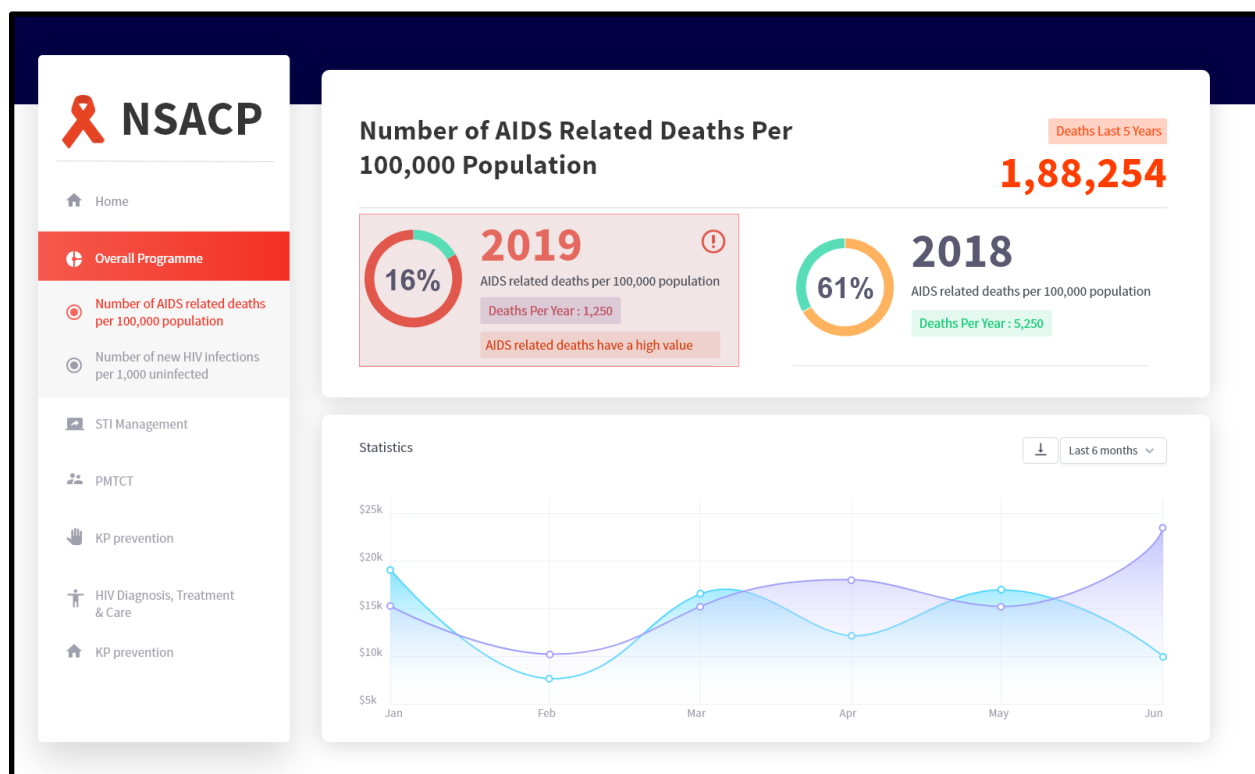 NSACP
Home
Overall Programme
Number of AIDS related deaths
per 100,000 population
Number of new HIV infections
per 1,000 uninfected
STI Management
PMTCT
KP prevention
HIV Diagnosis, Treatment
& Care
KP prevention
Number of AIDS Related Deaths Per
100,000 Population
Deaths Last 5 Years
1,88,254
16%
2019
AIDS related deaths per 100,000 population
Deaths Per Year : 1,250
AIDS related deaths have a high value
61%
2018
AIDS related deaths per 100,000 population
Deaths Per Year : 5,250
Statistics
Last 6 months
$25k
$20k
$15k
$10k
$5k
Jan
Feb
Mar
Apr
May
Jun